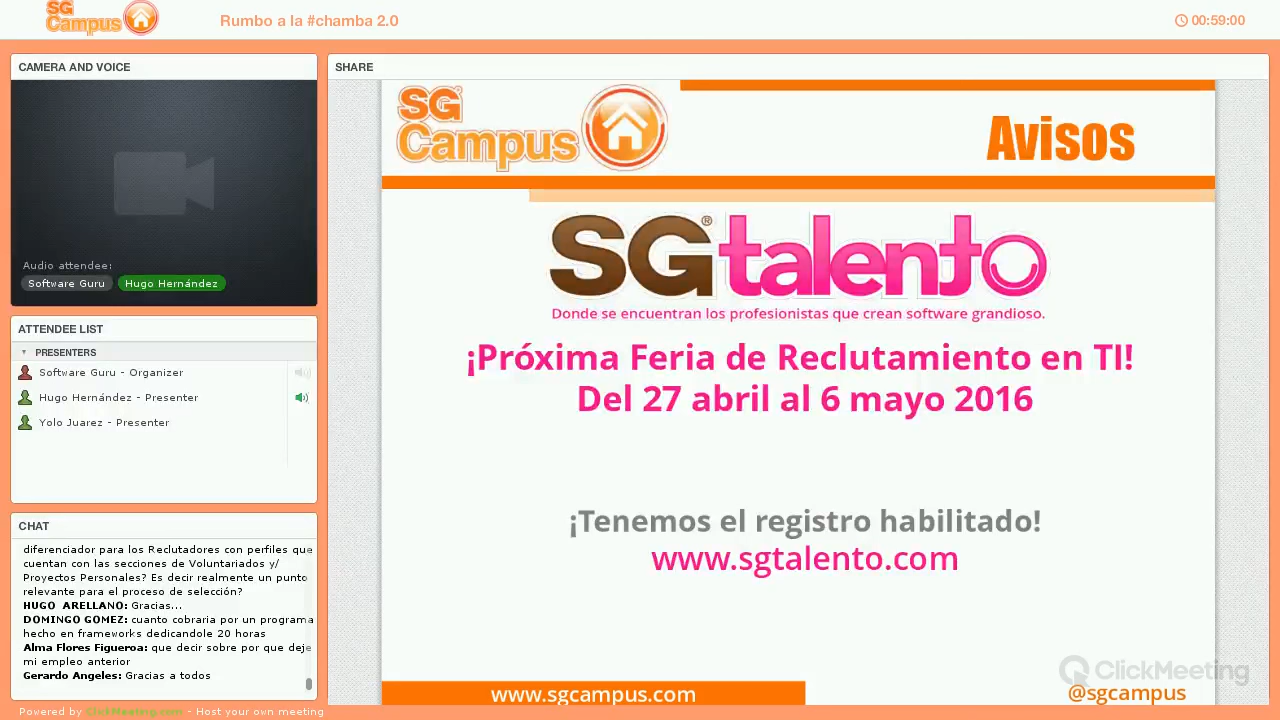 SG Campus
Rumbo a la #chamba 2.0
00:59:00
CAMERA AND VOICE
Audio attendee:
Software Guru
Hugo Hernández
ATTENDEE LIST
PRESENTERS
Software Guru - Organizer
Hugo Hernández - Presenter
Yolo Juarez - Presenter
CHAT
diferenciador para los Reclutadores con perfiles que
cuentan con las secciones de Voluntariados y/
Proyectos Personales? Es decir realmente un punto
relevante para el proceso de selección?
HUGO ARELLANO: Gracias...
DOMINGO GOMEZ: cuanto cobraria por un programa
hecho en frameworks dedicandole 20 horas
Alma Flores Figueroa: que decir sobre por que deje
mi empleo anterior
Gerardo Angeles: Gracias a todos
Powered by ClickMeeting.com - Host your own meeting
SHARE
SG
Campus
Avisos
SG® talento
Donde se encuentran los profesionistas que crean software grandioso.
¡Próxima Feria de Reclutamiento en TI!
Del 27 abril al 6 mayo 2016
¡Tenemos el registro habilitado!
www.sgtalento.com
ClickMeeting
www.sgcampus.com
@sgcampus